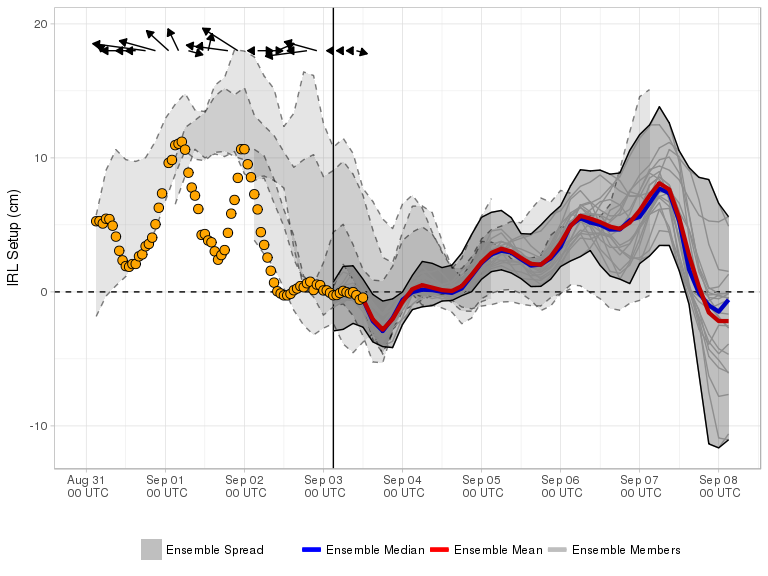 20
10
0
-10
IRL Setup (cm)
Aug 31 Sep 01 Sep 02 Sep 03 Sep 04 Sep 05 Sep 06 Sep 07 Sep 08
00 UTC 00 UTC 00 UTC 00 UTC 00 UTC 00 UTC 00 UTC 00 UTC 00 UTC
Ensemble Spread Ensemble Median Ensemble Mean Ensemble Members